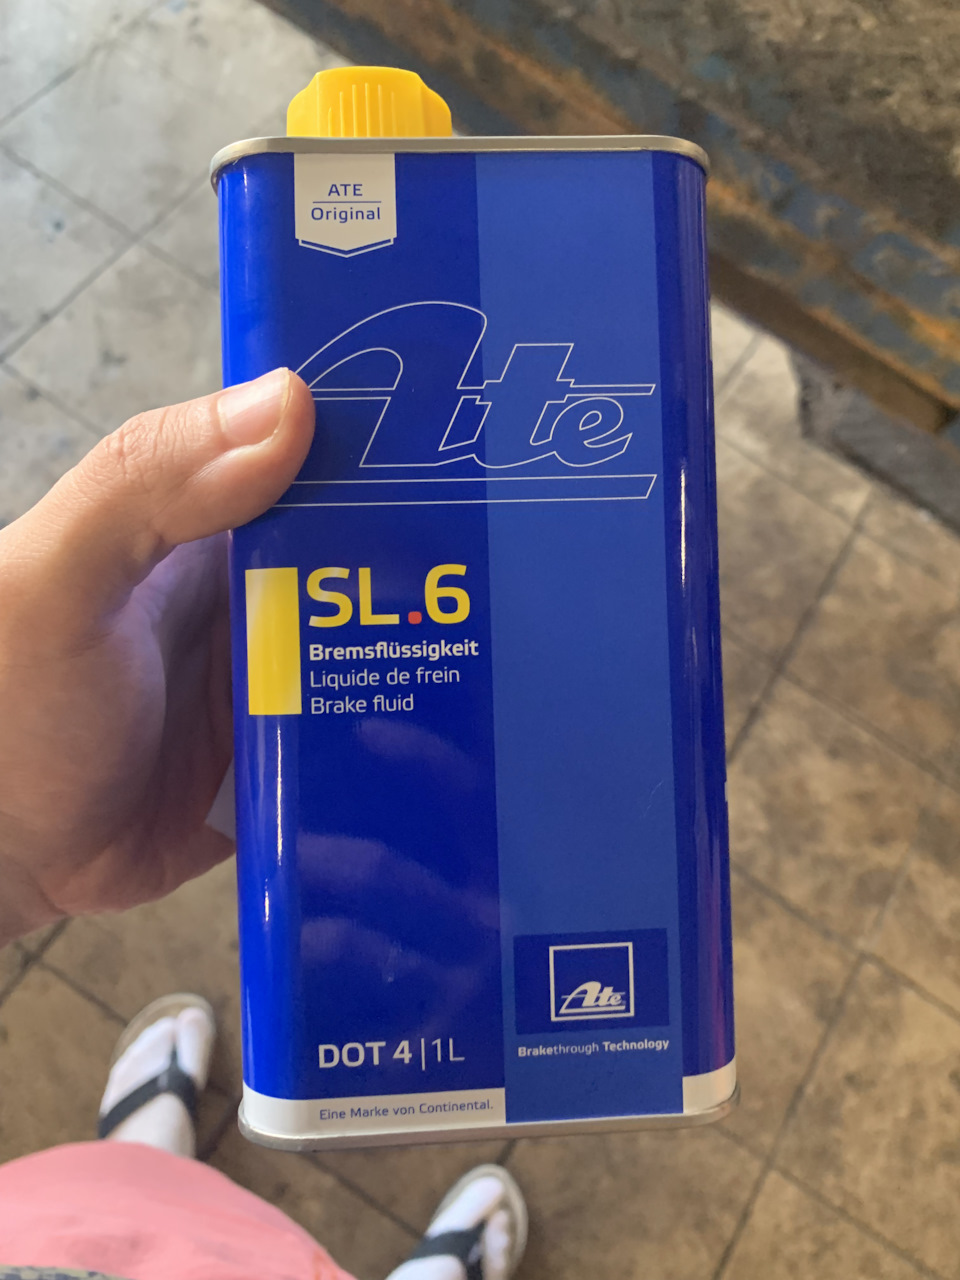 ATE
Original
Ate
SL.6
Bremsflüssigkeit
Liquide de frein
Brake fluid
Ate
Brakethrough Technology
DOT 4 | 1L
Eine Marke von Continental.